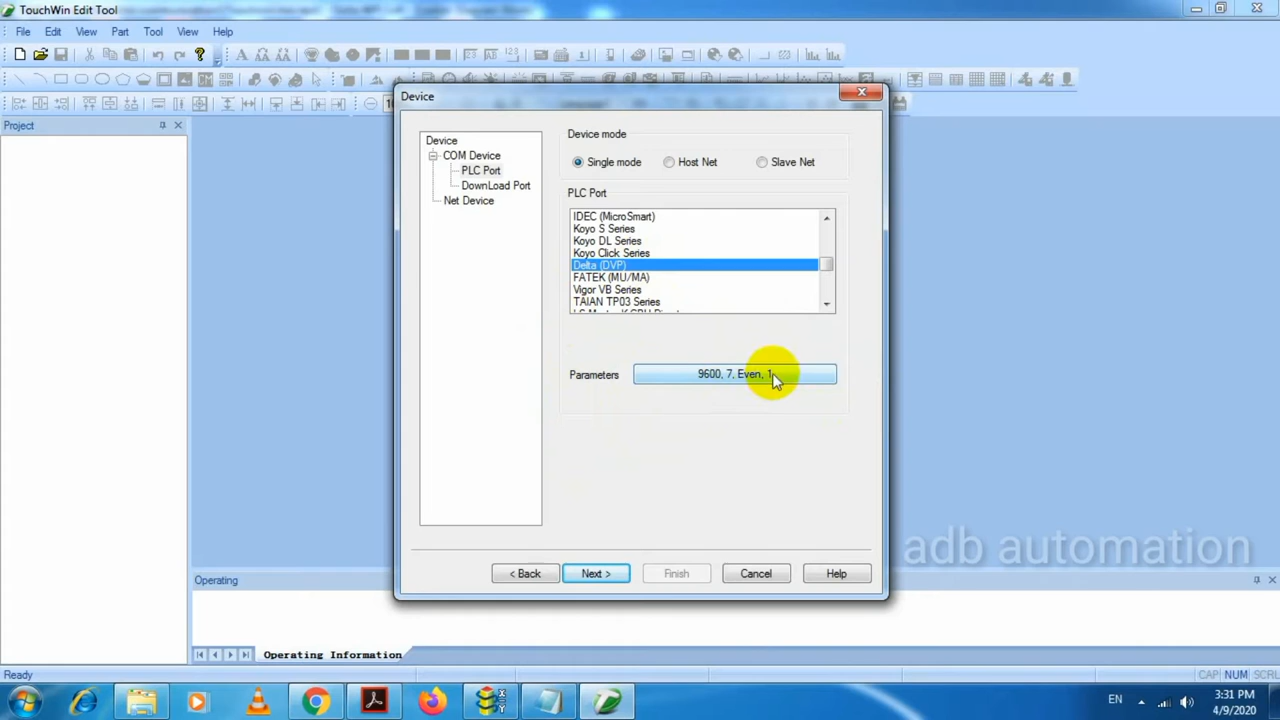 TouchWin Edit Tool
File Edit View Part Tool View Help
Project
Device
Device
COM Device
PLC Port
DownLoad Port
Net Device
Device mode
Single mode
Host Net
Slave Net
PLC Port
IDEC (MicroSmart)
Koyo S Series
Koyo DL Series
Koyo Click Series
Delta (DVP)
FATEK (MU/MA)
Vigor VB Series
TAIAN TP03 Series
Parameters
9600, 7, Even, 1
< Back
Next >
Finish
Cancel
Help
adb automation
Operating
Operating Information
Ready
CAP NUM SCRL
EN
3:31 PM
4/9/2020